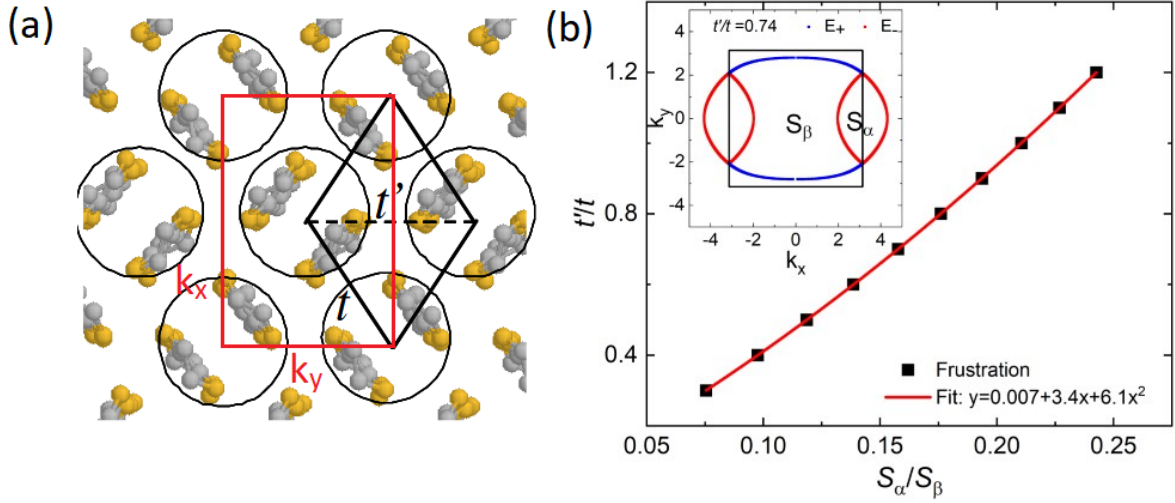 (a)
t'
k_x
t
k_y
(b)
t'/t =0.74 E_+ E_-
4
2
0
-2
-4
k_y
S_β S_α
-4 -2 0 2 4
k_x
1.2
0.8
0.4
t'/t
Frustration
Fit: y=0.007+3.4x+6.1x²
0.05 0.10 0.15 0.20 0.25
S_α/S_β